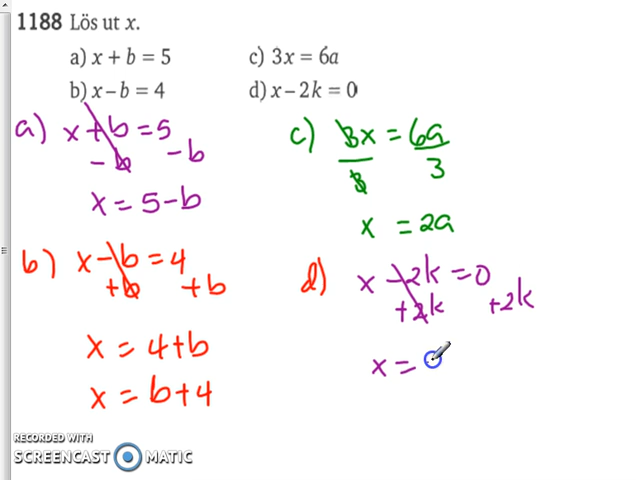 1188 Lös ut x.
a) x + b = 5
c) 3x = 6a
b) x – b = 4
d) x – 2k = 0
a) x + b = 5
– b – b
x = 5 – b
b) x – b = 4
+b +b
x = 4 + b
x = b + 4
c) 3x = 6a
3 3
x = 2a
d) x – 2k = 0
+2k +2k
x = 0
RECORDED WITH
SCREENCAST MATIC